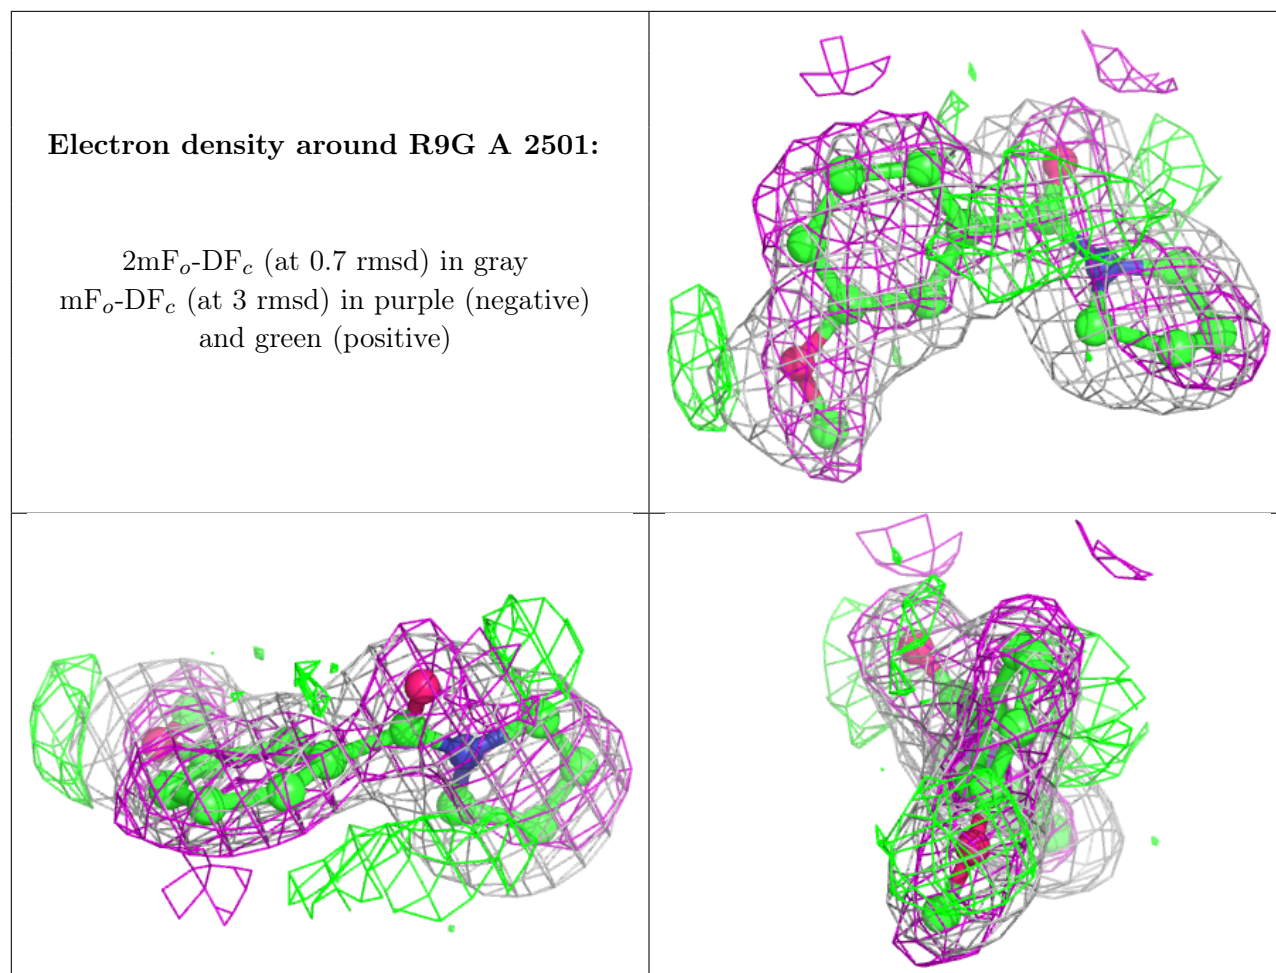 Electron density around R9G A 2501:
2mFo-DFc (at 0.7 rmsd) in gray
mFo-DFc (at 3 rmsd) in purple (negative)
and green (positive)